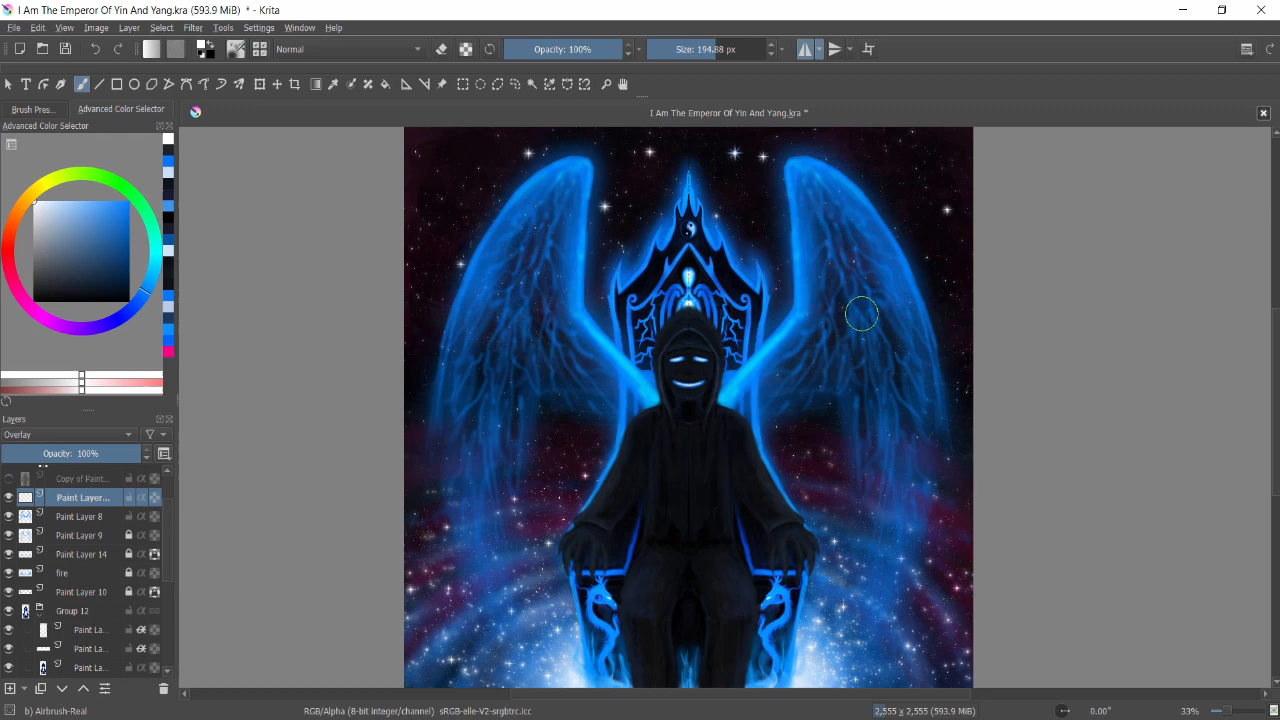 I Am The Emperor Of Yin And Yang.kra (593.9 MiB) * - Krita
File Edit View Image Layer Select Filter Tools Settings Window Help
Normal Opacity: 100% Size: 194.88 px
Brush Pres... Advanced Color Selector
I Am The Emperor Of Yin And Yang.kra *
Advanced Color Selector
Layers
Overlay
Opacity: 100%
Copy of Paint...
Paint Layer...
Paint Layer 8
Paint Layer 9
Paint Layer 14
fire
Paint Layer 10
Group 12
Paint La...
Paint La...
Paint La...
b) Airbrush-Real RGB/Alpha (8-bit integer/channel) sRGB-elle-V2-srgbtrc.icc 2,555 x 2,555 (593.9 MiB) 0.00° 33%